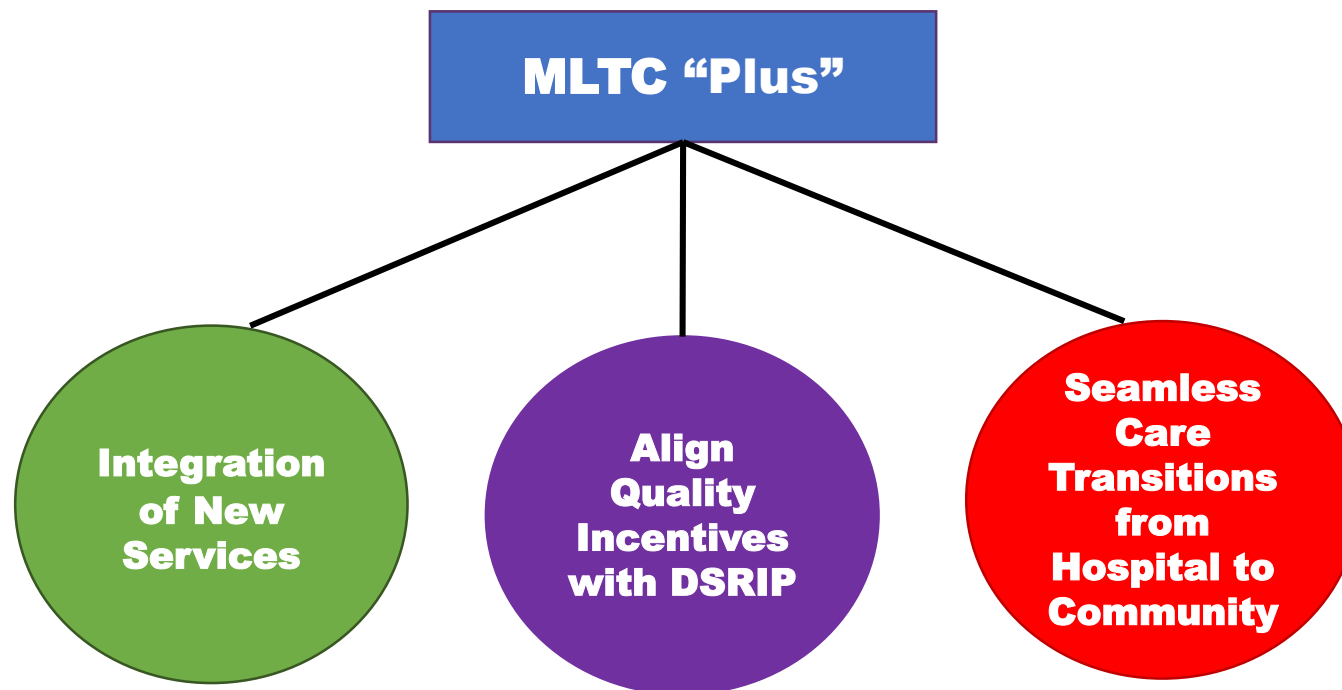 MLTC “Plus”
Integration
of New
Services
Align
Quality
Incentives
with DSRIP
Seamless
Care
Transitions
from
Hospital to
Community